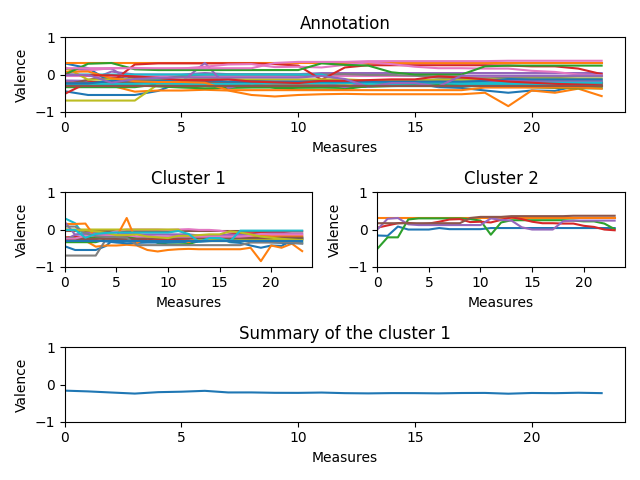 Annotation
1
0
−1
Valence
0 5 10 15 20
Measures
Cluster 1
1
0
−1
Valence
0 5 10 15 20
Measures
Cluster 2
1
0
−1
Valence
0 5 10 15 20
Measures
Summary of the cluster 1
1
0
−1
Valence
0 5 10 15 20
Measures